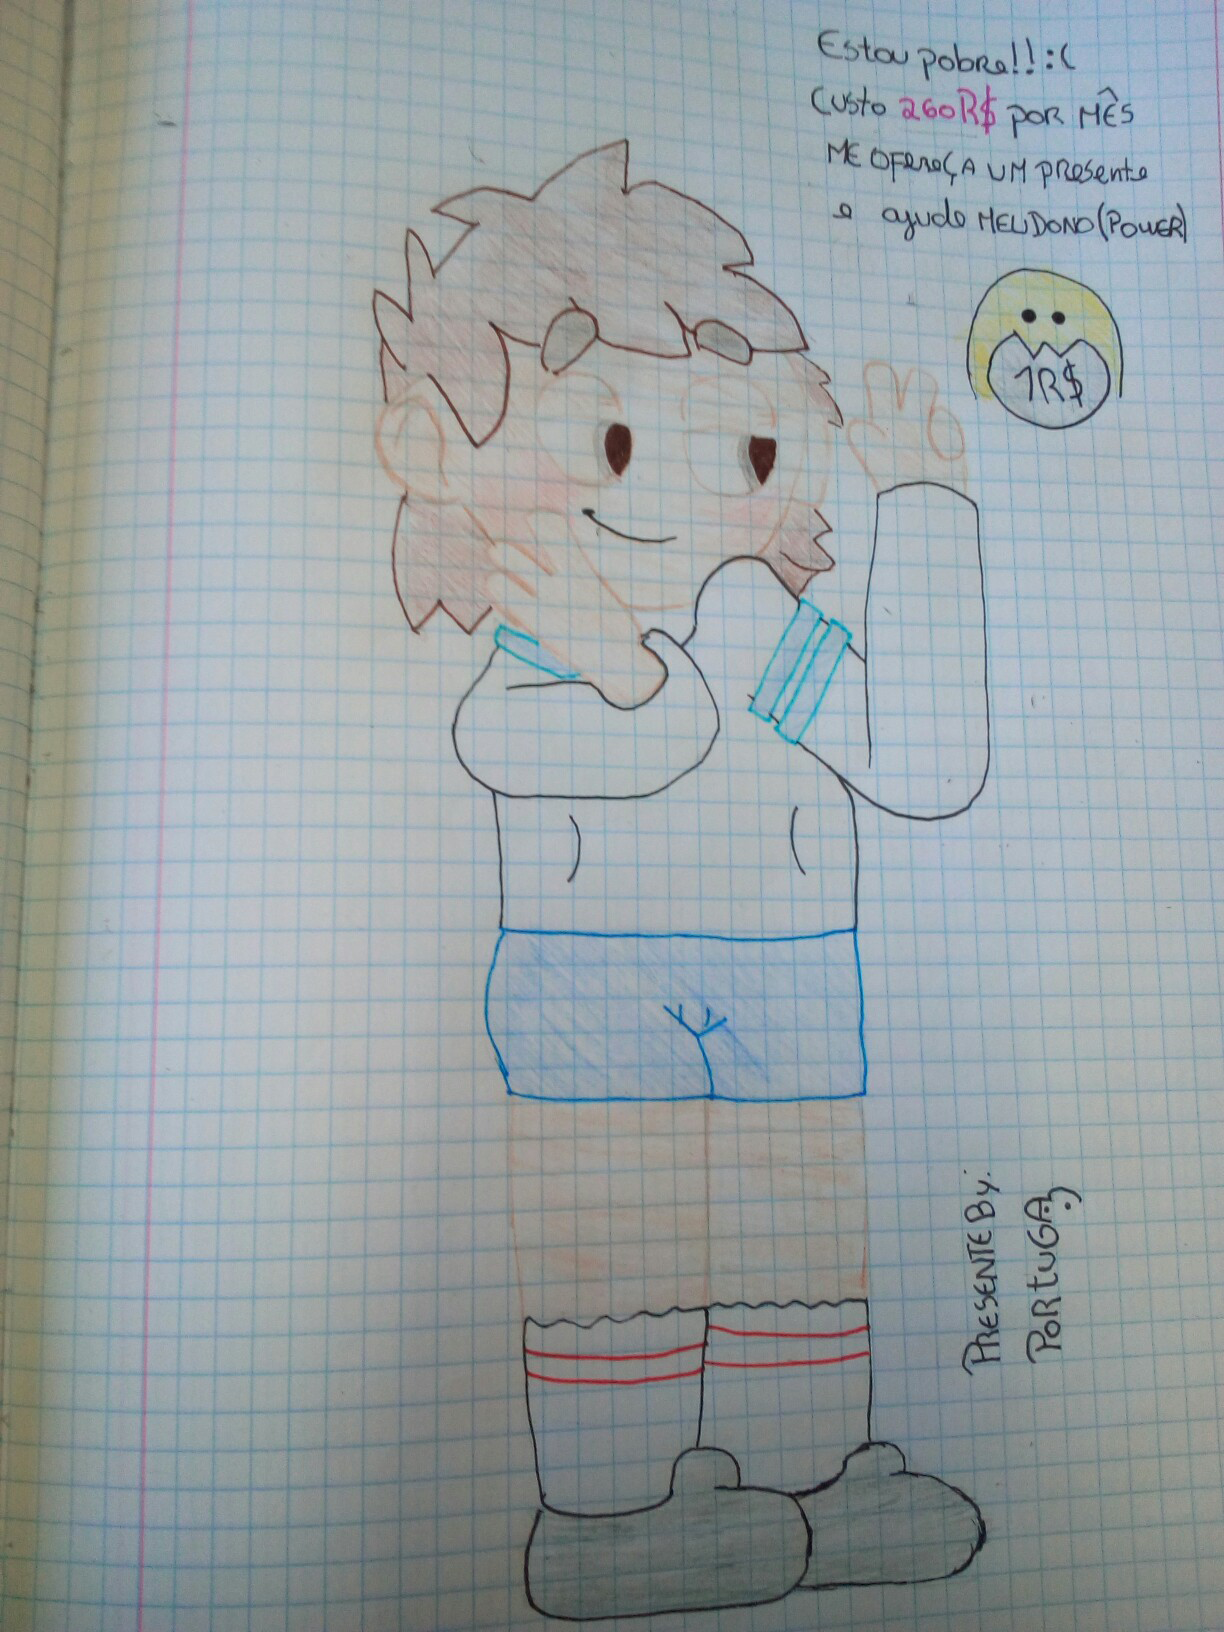 Estou pobre!! :(
Custo 260R$ por MÊS
ME OfereçA UM presente
e ajude MEU DONO (POWER)
1R$
PRESENTE By:
PORTUGA ;)